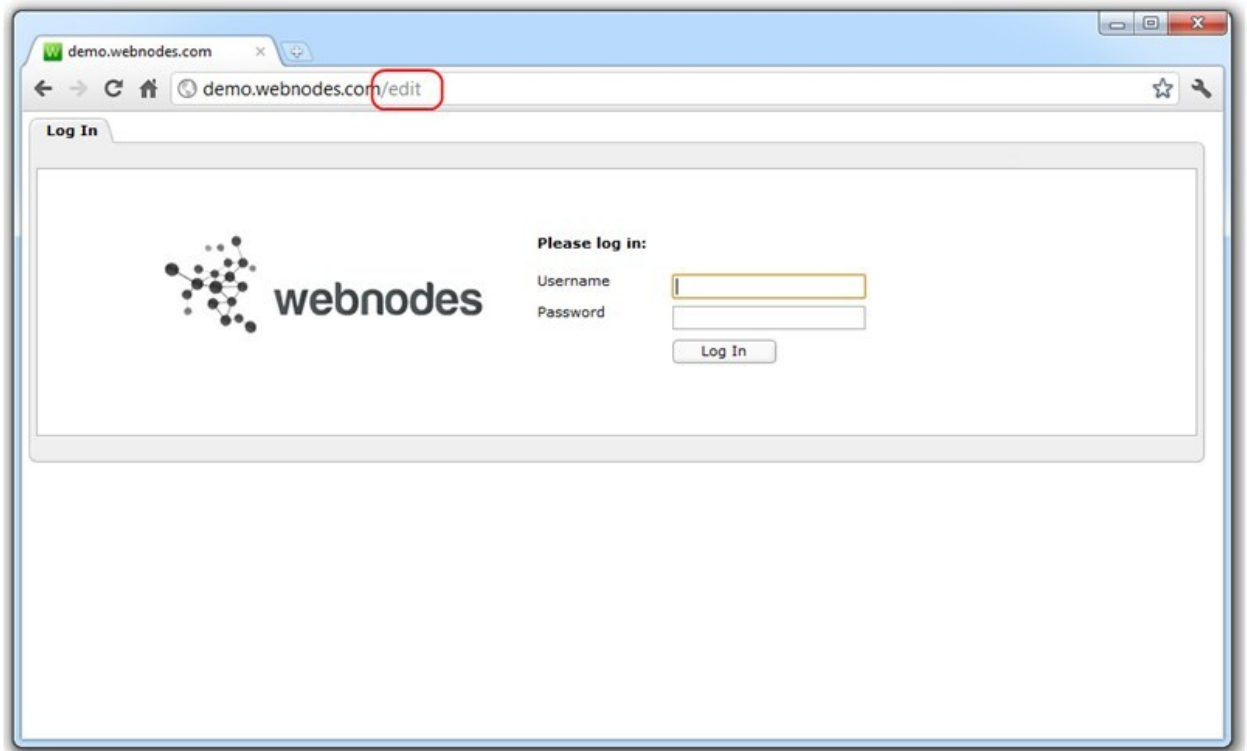 demo.webnodes.com
demo.webnodes.com/edit
Log In
Please log in:
webnodes
Username
Password
Log In